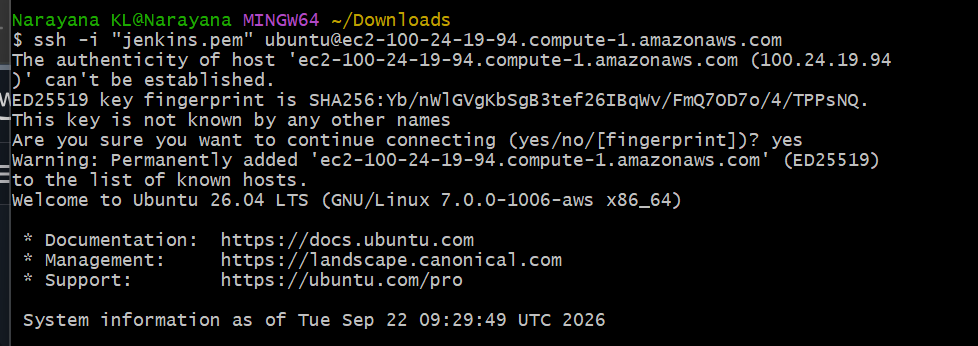 Narayana KL@Narayana MINGW64 ~/Downloads
$ ssh -i "jenkins.pem" ubuntu@ec2-100-24-19-94.compute-1.amazonaws.com
The authenticity of host 'ec2-100-24-19-94.compute-1.amazonaws.com (100.24.19.94
)' can't be established.
ED25519 key fingerprint is SHA256:Yb/nWlGVgKbSgB3tef26IBqWv/FmQ7OD7o/4/TPPsNQ.
This key is not known by any other names
Are you sure you want to continue connecting (yes/no/[fingerprint])? yes
Warning: Permanently added 'ec2-100-24-19-94.compute-1.amazonaws.com' (ED25519)
to the list of known hosts.
Welcome to Ubuntu 26.04 LTS (GNU/Linux 7.0.0-1006-aws x86_64)
* Documentation:  https://docs.ubuntu.com
* Management:     https://landscape.canonical.com
* Support:        https://ubuntu.com/pro
System information as of Tue Sep 22 09:29:49 UTC 2026